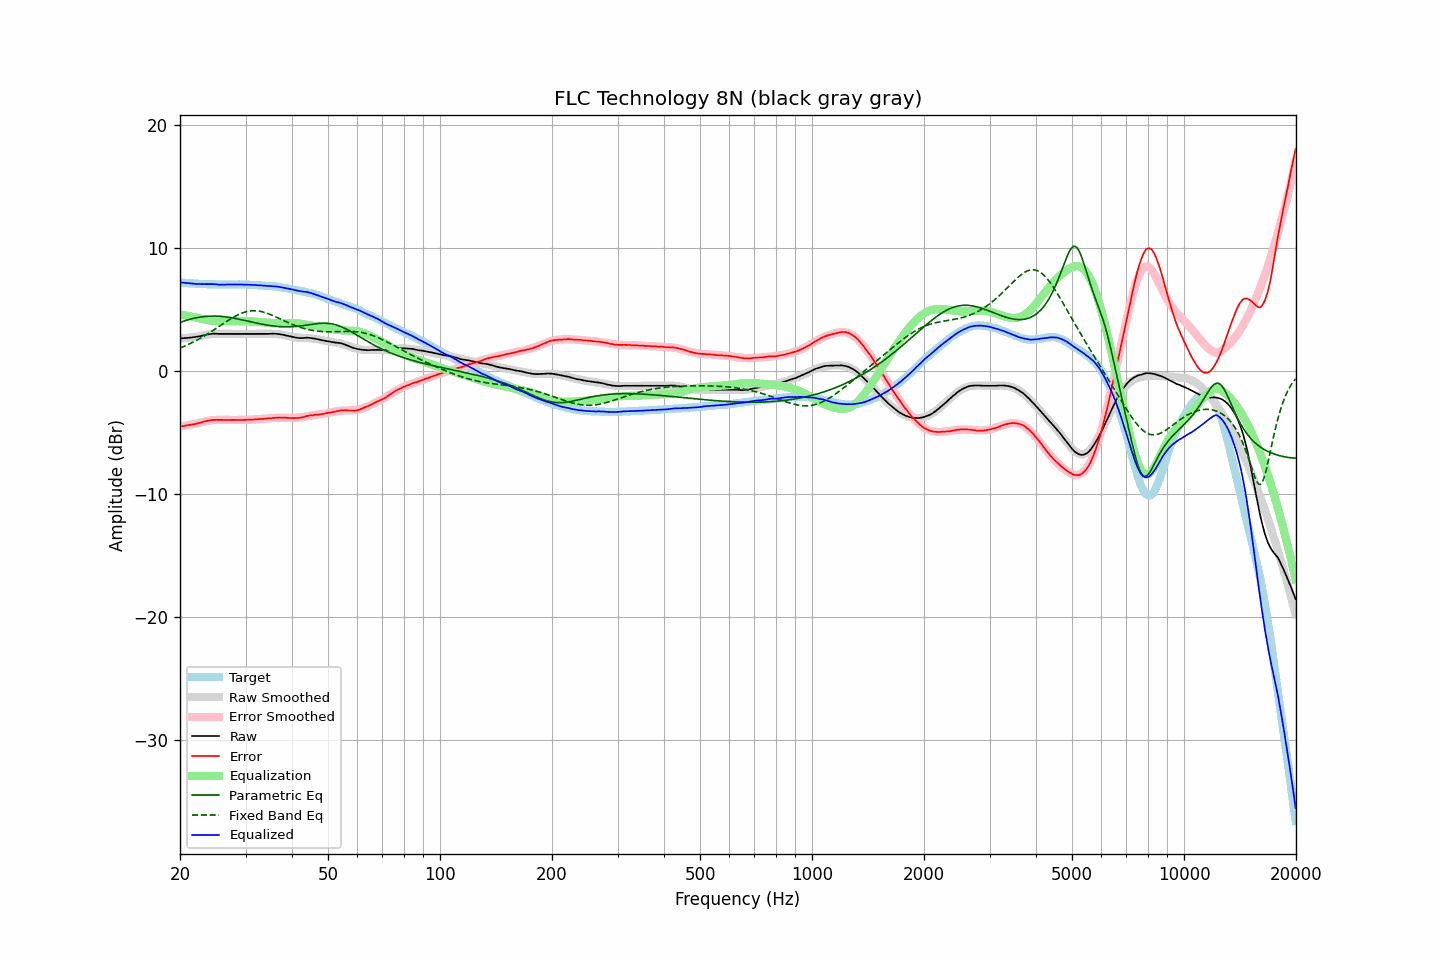 FLC Technology 8N (black gray gray)
Amplitude (dBr)
20
10
0
−10
−20
−30
Target
Raw Smoothed
Error Smoothed
Raw
Error
Equalization
Parametric Eq
Fixed Band Eq
Equalized
20 50 100 200 500 1000 2000 5000 10000 20000
Frequency (Hz)